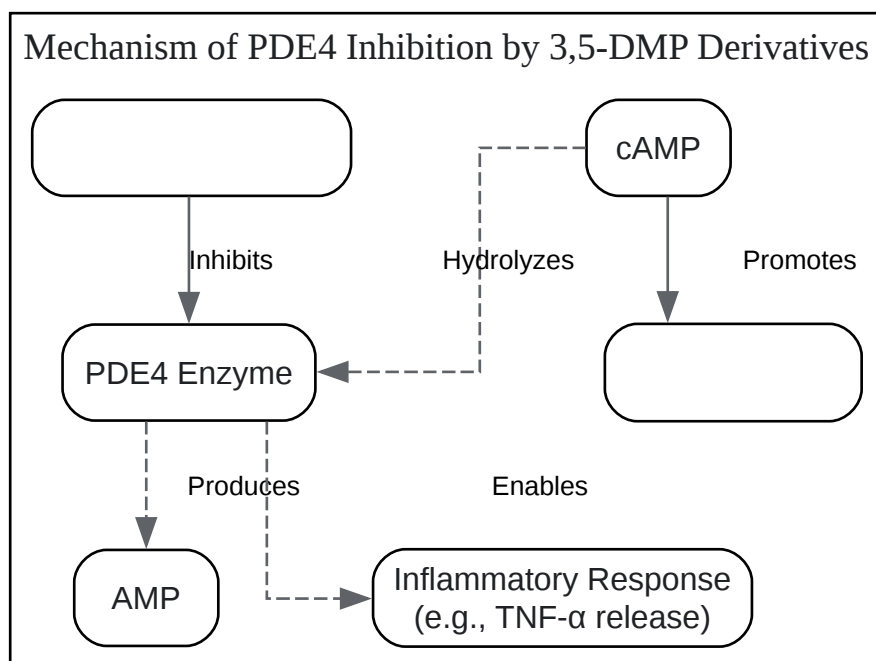 Mechanism of PDE4 Inhibition by 3,5-DMP Derivatives
cAMP
Inhibits
Hydrolyzes
Promotes
PDE4 Enzyme
Produces
Enables
AMP
Inflammatory Response
(e.g., TNF-α release)